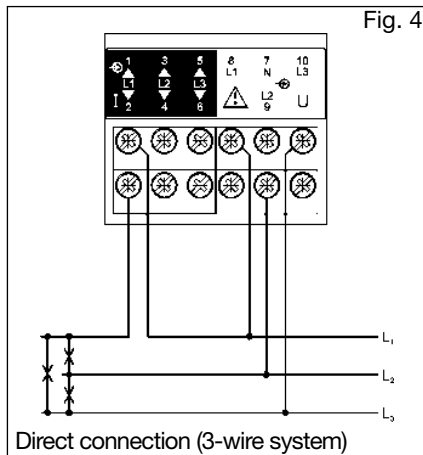 Fig. 4
1 3 5 8 7 10
L1 N L3
L1 L2 L3
L2
I 2 4 6 9 U
L1
L2
L3
Direct connection (3-wire system)